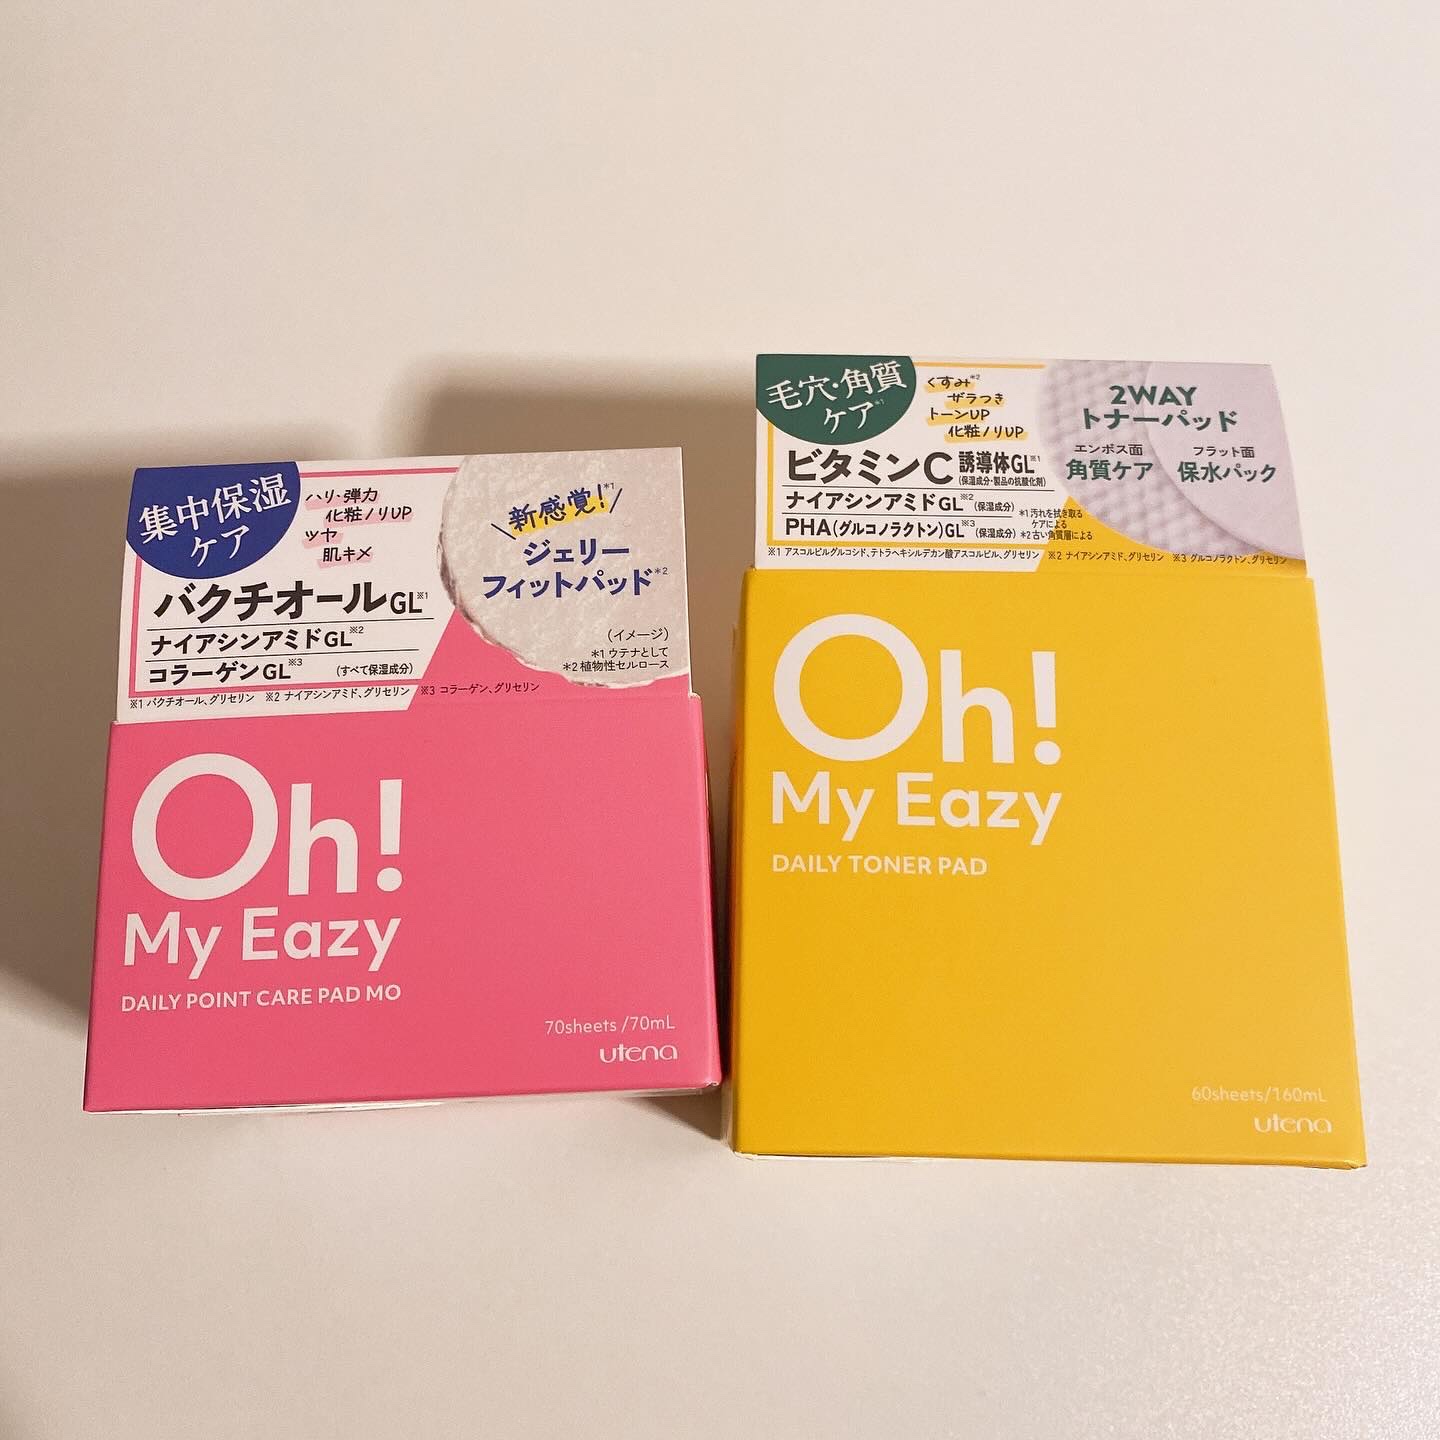 集中保湿
ケア
ハリ・弾力
化粧ノリUP
ツヤ
肌キメ
バクチオールGL※1
ナイアシンアミドGL※2
コラーゲンGL※3 (すべて保湿成分)
※1 バクチオール、グリセリン ※2 ナイアシンアミド、グリセリン ※3 コラーゲン、グリセリン
新感覚!*1
ジェリー
フィットパッド*2
(イメージ)
*1 ウテナとして
*2 植物性セルロース
Oh!
My Eazy
DAILY POINT CARE PAD MO
70sheets /70mL
utena
毛穴・角質
ケア*1
くすみ*2
ザラつき
トーンUP
化粧ノリUP
ビタミンC誘導体GL※1
(保湿成分・製品の抗酸化剤)
ナイアシンアミドGL※2 (保湿成分)
PHA(グルコノラクトン)GL※3 (保湿成分)
*1 汚れを拭き取る
ケアによる
*2 古い角質層による
※1 アスコルビルグルコシド、テトラヘキシルデカン酸アスコルビル、グリセリン ※2 ナイアシンアミド、グリセリン ※3 グルコノラクトン、グリセリン
2WAY
トナーパッド
エンボス面
角質ケア
フラット面
保水パック
Oh!
My Eazy
DAILY TONER PAD
60sheets/160mL
utena